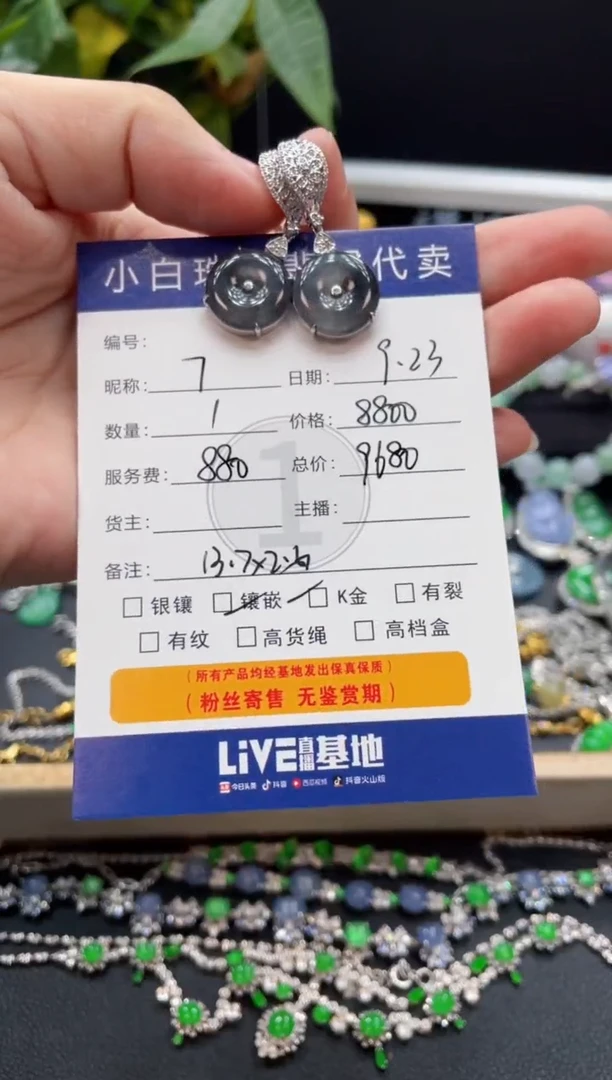 小白 代卖
编号:
昵称: 7 日期: 9.23
数量: 1 价格: 8800
服务费: 880 总价: 9680
货主: 主播:
备注: 13.7x2.
银镶 镶嵌 K金 有裂
有纹 高货绳 高档盒
（所有产品均经基地发出保真保质）
（粉丝寄售 无鉴赏期）
LiVE直播基地
今日头条 抖音 西瓜视频 抖音火山版
1